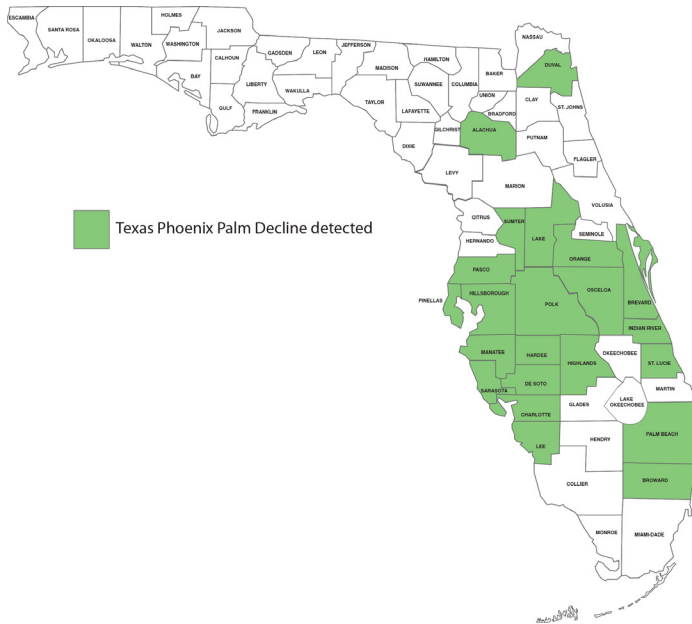 ESCAMBIA
SANTA ROSA
OKALOOSA
WALTON
HOLMES
WASHINGTON
BAY
JACKSON
CALHOUN
GULF
GADSDEN
LIBERTY
FRANKLIN
LEON
WAKULLA
JEFFERSON
MADISON
TAYLOR
HAMILTON
SUWANNEE
LAFAYETTE
DIXIE
COLUMBIA
GILCHRIST
LEVY
BAKER
UNION
BRADFORD
ALACHUA
NASSAU
DUVAL
CLAY
ST. JOHNS
PUTNAM
FLAGLER
MARION
VOLUSIA
CITRUS
SUMTER
LAKE
SEMINOLE
HERNANDO
ORANGE
Texas Phoenix Palm Decline detected
PASCO
PINELLAS
HILLSBOROUGH
POLK
OSCELOA
BREVARD
INDIAN RIVER
MANATEE
HARDEE
HIGHLANDS
OKEECHOBEE
ST. LUCIE
SARASOTA
DE SOTO
MARTIN
CHARLOTTE
GLADES
LAKE
OKEECHOBEE
LEE
HENDRY
PALM BEACH
COLLIER
BROWARD
MONROE
MIAMI-DADE